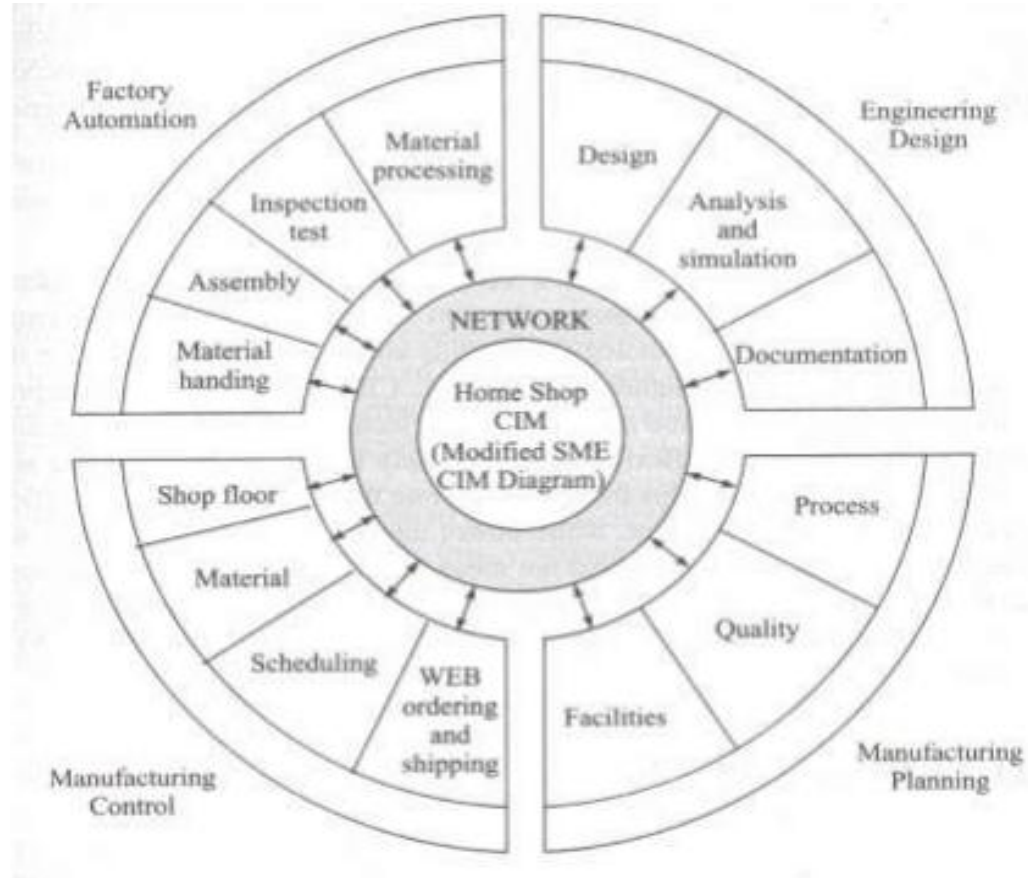 Factory
Automation
Material
processing
Inspection
test
Assembly
Material
handing
Engineering
Design
Design
Analysis
and
simulation
Documentation
NETWORK
Home Shop
CIM
(Modified SME
CIM Diagram)
Shop floor
Material
Scheduling
WEB
ordering
and
shipping
Manufacturing
Control
Process
Quality
Facilities
Manufacturing
Planning